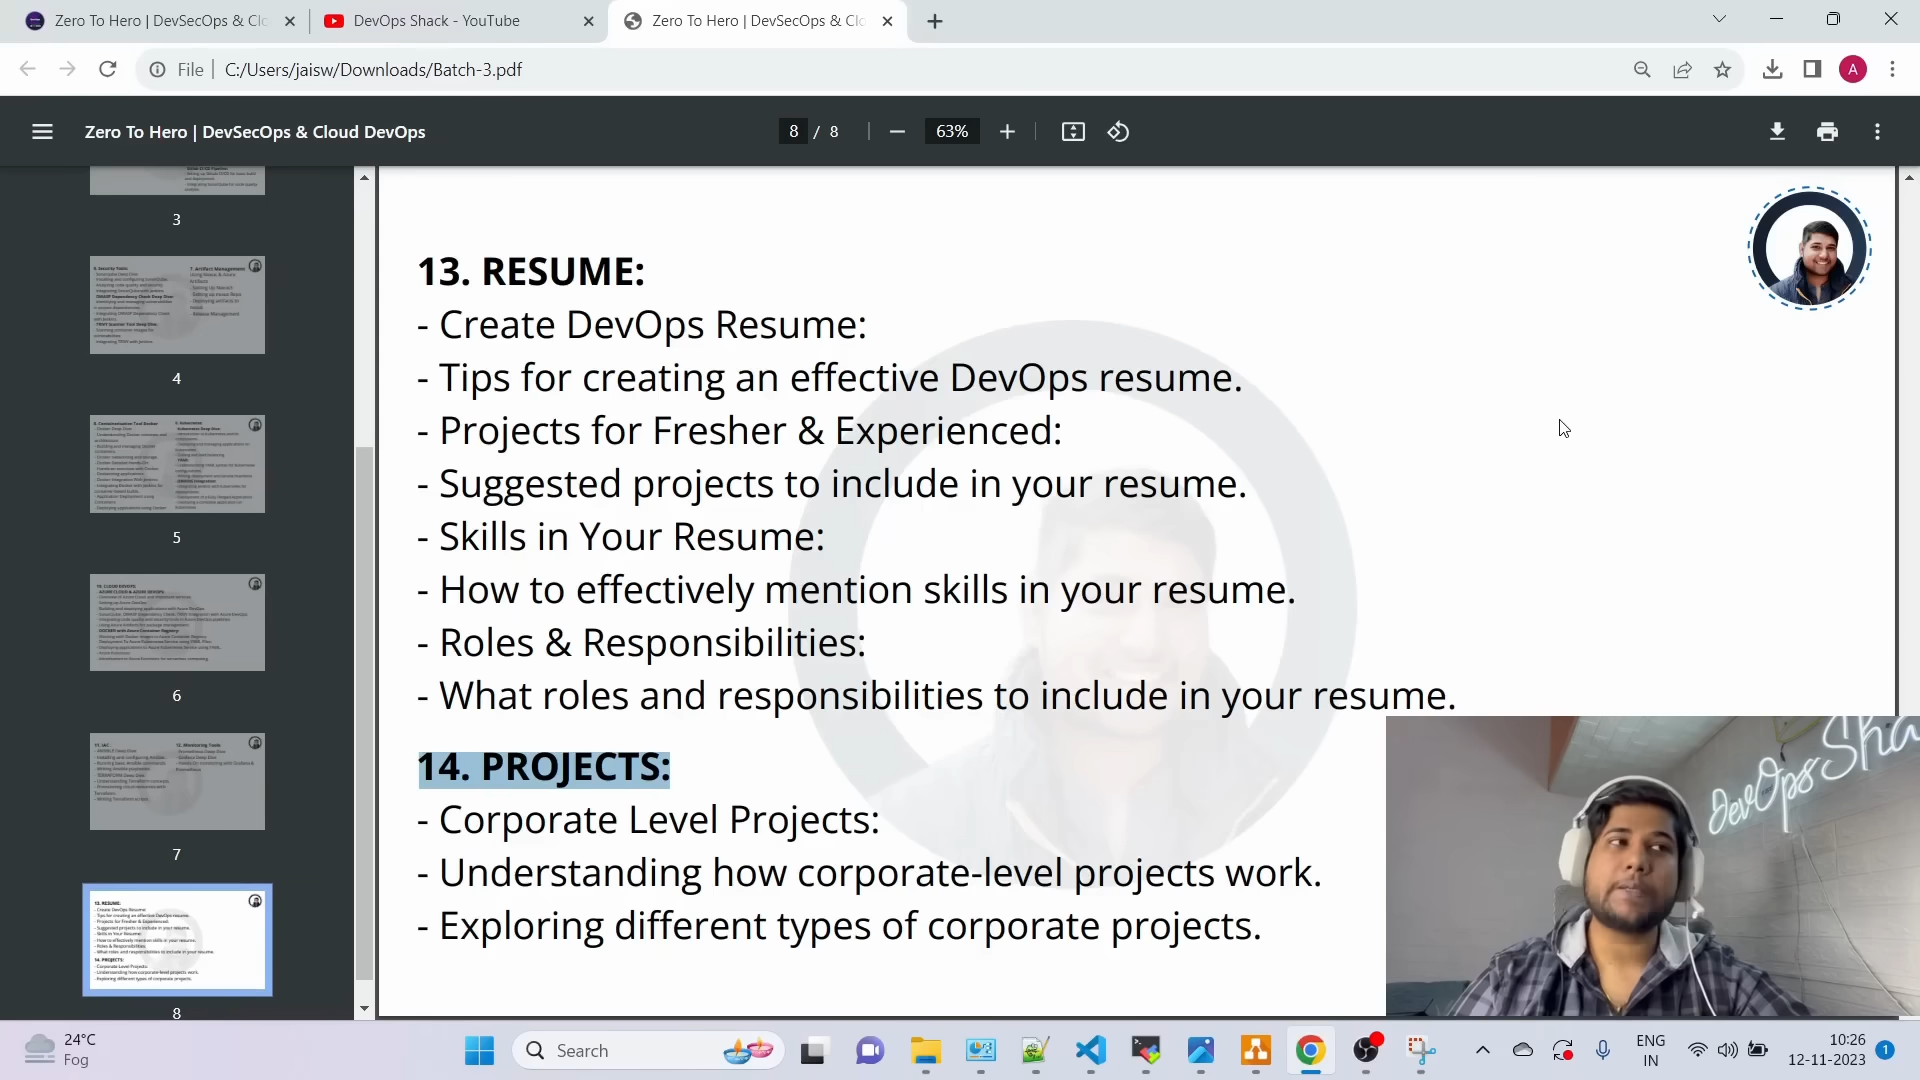 Zero To Hero | DevSecOps & Clo
DevOps Shack - YouTube
Zero To Hero | DevSecOps & Clo
File
C:/Users/jaisw/Downloads/Batch-3.pdf
A
Zero To Hero | DevSecOps & Cloud DevOps
8 / 8
63%
3
4
5
6
7
8
13. RESUME:
- Create DevOps Resume:
- Tips for creating an effective DevOps resume.
- Projects for Fresher & Experienced:
- Suggested projects to include in your resume.
- Skills in Your Resume:
- How to effectively mention skills in your resume.
- Roles & Responsibilities:
- What roles and responsibilities to include in your resume.
14. PROJECTS:
- Corporate Level Projects:
- Understanding how corporate-level projects work.
- Exploring different types of corporate projects.
DevOps Sha
24°C
Fog
Search
ENG
IN
10:26
12-11-2023
1